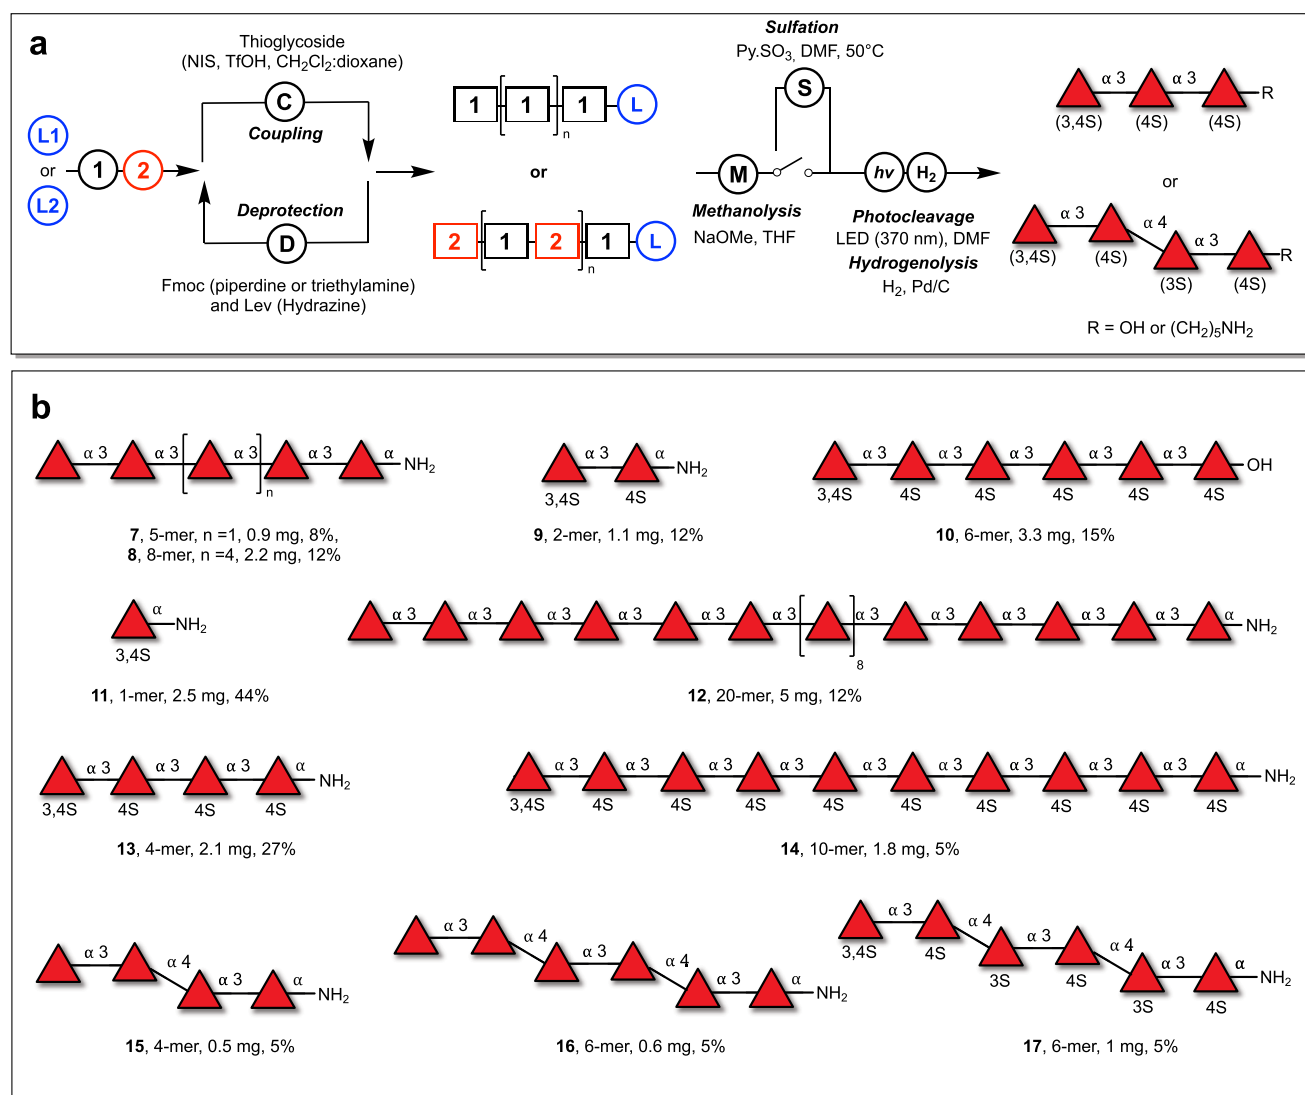 a
Thioglycoside
(NIS, TfOH, CH₂Cl₂:dioxane)
C
Coupling
L1
or
L2
1 2
Deprotection
D
Fmoc (piperdine or triethylamine)
and Lev (Hydrazine)
1 [ 1 ]n 1 L
or
2 [ 1 2 ]n 1 L
Sulfation
Py.SO₃, DMF, 50°C
S
M
Methanolysis
NaOMe, THF
hv H₂
Photocleavage
LED (370 nm), DMF
Hydrogenolysis
H₂, Pd/C
α 3 α 3 R
(3,4S) (4S) (4S)
or
α 3 α 4 α 3 R
(3,4S) (4S) (3S) (4S)
R = OH or (CH₂)₅NH₂
b
α 3 α 3 [ α 3 ]n α 3 α NH₂
7, 5-mer, n =1, 0.9 mg, 8%,
8, 8-mer, n =4, 2.2 mg, 12%
α 3 α NH₂
3,4S 4S
9, 2-mer, 1.1 mg, 12%
α 3 α 3 α 3 α 3 α 3 OH
3,4S 4S 4S 4S 4S 4S
10, 6-mer, 3.3 mg, 15%
α NH₂
3,4S
11, 1-mer, 2.5 mg, 44%
α 3 α 3 α 3 α 3 α 3 α 3 [ ]8 α 3 α 3 α 3 α 3 α 3 α NH₂
12, 20-mer, 5 mg, 12%
α 3 α 3 α 3 α NH₂
3,4S 4S 4S 4S
13, 4-mer, 2.1 mg, 27%
α 3 α 3 α 3 α 3 α 3 α 3 α 3 α 3 α 3 α NH₂
3,4S 4S 4S 4S 4S 4S 4S 4S 4S 4S
14, 10-mer, 1.8 mg, 5%
α 3 α 4 α 3 α NH₂
15, 4-mer, 0.5 mg, 5%
α 3 α 4 α 3 α 4 α 3 α NH₂
16, 6-mer, 0.6 mg, 5%
α 3 α 4 α 3 α 4 α 3 α NH₂
3,4S 4S 3S 4S 3S 4S
17, 6-mer, 1 mg, 5%